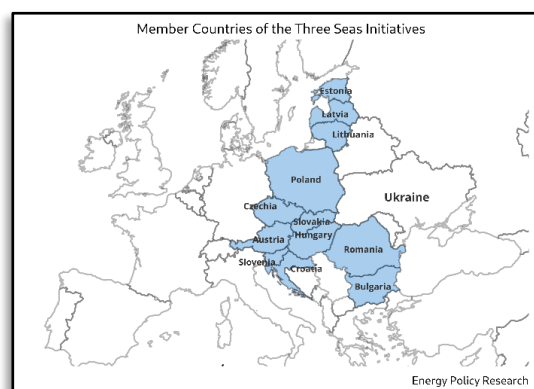 Member Countries of the Three Seas Initiatives
Estonia
Latvia
Lithuania
Poland
Ukraine
Czechia
Slovakia
Hungary
Austria
Romania
Slovenia
Croatia
Bulgaria
Energy Policy Research